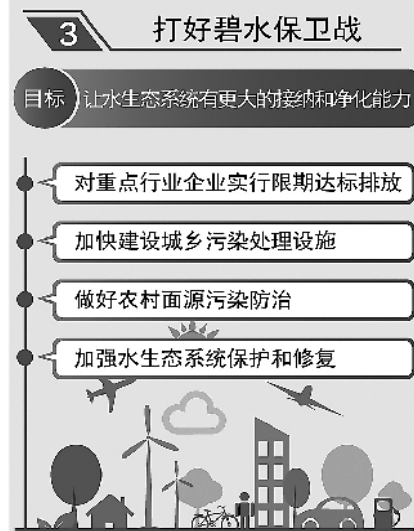 3 打好碧水保卫战
目标 让水生态系统有更大的接纳和净化能力
对重点行业企业实行限期达标排放
加快建设城乡污染处理设施
做好农村面源污染防治
加强水生态系统保护和修复